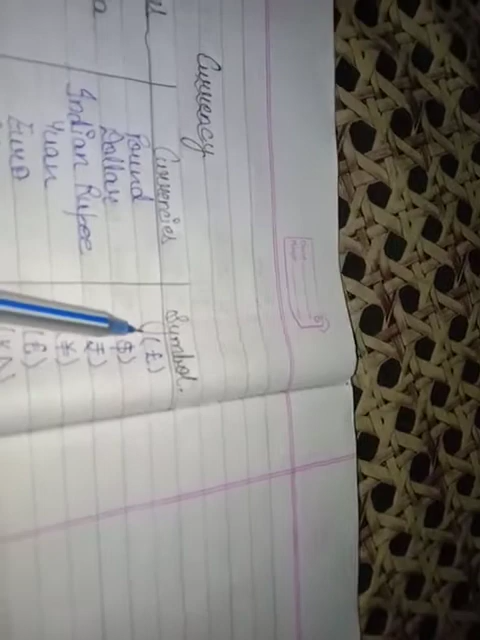 Currency
Currencies Symbol.
Pound (£)
Dollar ($)
Indian Rupee (₹)
Yuan (¥)
Euro (€)